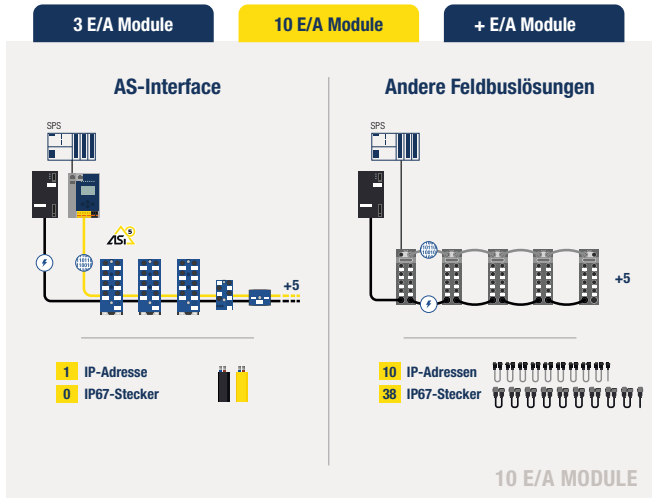 3 E/A Module
10 E/A Module
+ E/A Module
AS-Interface
SPS
ASi
5
+5
1 IP-Adresse
0 IP67-Stecker
Andere Feldbuslösungen
SPS
+5
10 IP-Adressen
38 IP67-Stecker
10 E/A MODULE